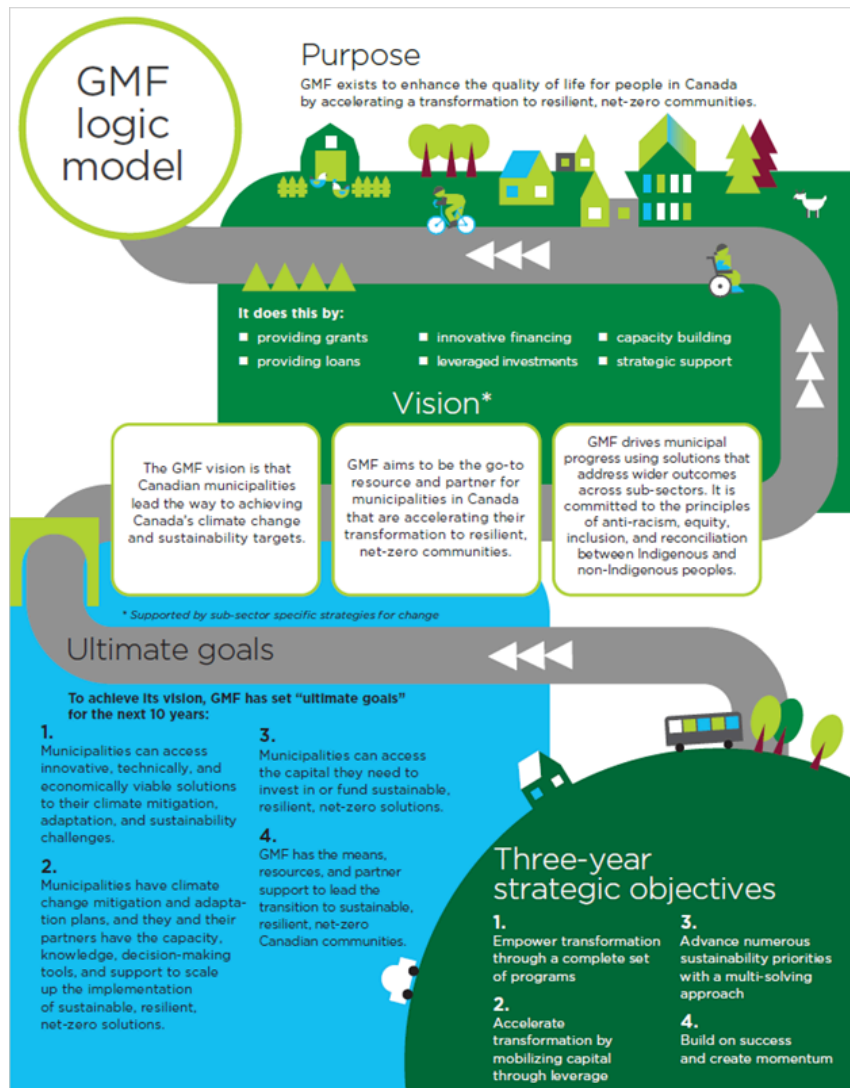 GMF
logic
model
Purpose
GMF exists to enhance the quality of life for people in Canada
by accelerating a transformation to resilient, net-zero communities.
It does this by:
providing grants
providing loans
innovative financing
leveraged investments
capacity building
strategic support
Vision*
The GMF vision is that
Canadian municipalities
lead the way to achieving
Canada's climate change
and sustainability targets.
GMF aims to be the go-to
resource and partner for
municipalities in Canada
that are accelerating their
transformation to resilient,
net-zero communities.
GMF drives municipal
progress using solutions that
address wider outcomes
across sub-sectors. It is
committed to the principles
of anti-racism, equity,
inclusion, and reconciliation
between Indigenous and
non-Indigenous peoples.
* Supported by sub-sector specific strategies for change
Ultimate goals
To achieve its vision, GMF has set “ultimate goals”
for the next 10 years:
1.
Municipalities can access
innovative, technically, and
economically viable solutions
to their climate mitigation,
adaptation, and sustainability
challenges.
2.
Municipalities have climate
change mitigation and adapta-
tion plans, and they and their
partners have the capacity,
knowledge, decision-making
tools, and support to scale
up the implementation
of sustainable, resilient,
net-zero solutions.
3.
Municipalities can access
the capital they need to
invest in or fund sustainable,
resilient, net-zero solutions.
4.
GMF has the means,
resources, and partner
support to lead the
transition to sustainable,
resilient, net-zero
Canadian communities.
Three-year
strategic objectives
1.
Empower transformation
through a complete set
of programs
2.
Accelerate
transformation by
mobilizing capital
through leverage
3.
Advance numerous
sustainability priorities
with a multi-solving
approach
4.
Build on success
and create momentum